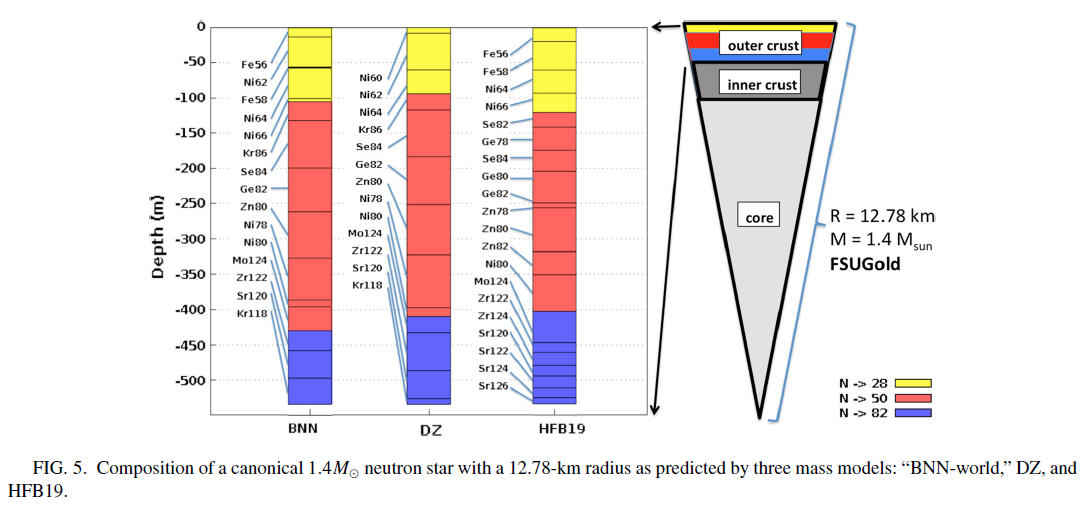 0
-50
-100
-150
-200
-250
-300
-350
-400
-450
-500
Depth (m)
Fe56
Ni62
Fe58
Ni64
Ni66
Kr86
Se84
Ge82
Zn80
Ni78
Ni80
Mo124
Zr122
Sr120
Kr118
BNN
Ni60
Ni62
Ni64
Kr86
Se84
Ge82
Zn80
Ni78
Ni80
Mo124
Zr122
Sr120
Kr118
DZ
Fe56
Fe58
Ni64
Ni66
Se82
Ge78
Se84
Ge80
Ge82
Zn78
Zn80
Zn82
Ni80
Mo124
Zr122
Zr124
Sr120
Sr122
Sr124
Sr126
HFB19
outer crust
inner crust
core
R = 12.78 km
M = 1.4 Msun
FSUGold
N -> 28
N -> 50
N -> 82
FIG. 5. Composition of a canonical 1.4M⊙ neutron star with a 12.78-km radius as predicted by three mass models: “BNN-world,” DZ, and
HFB19.